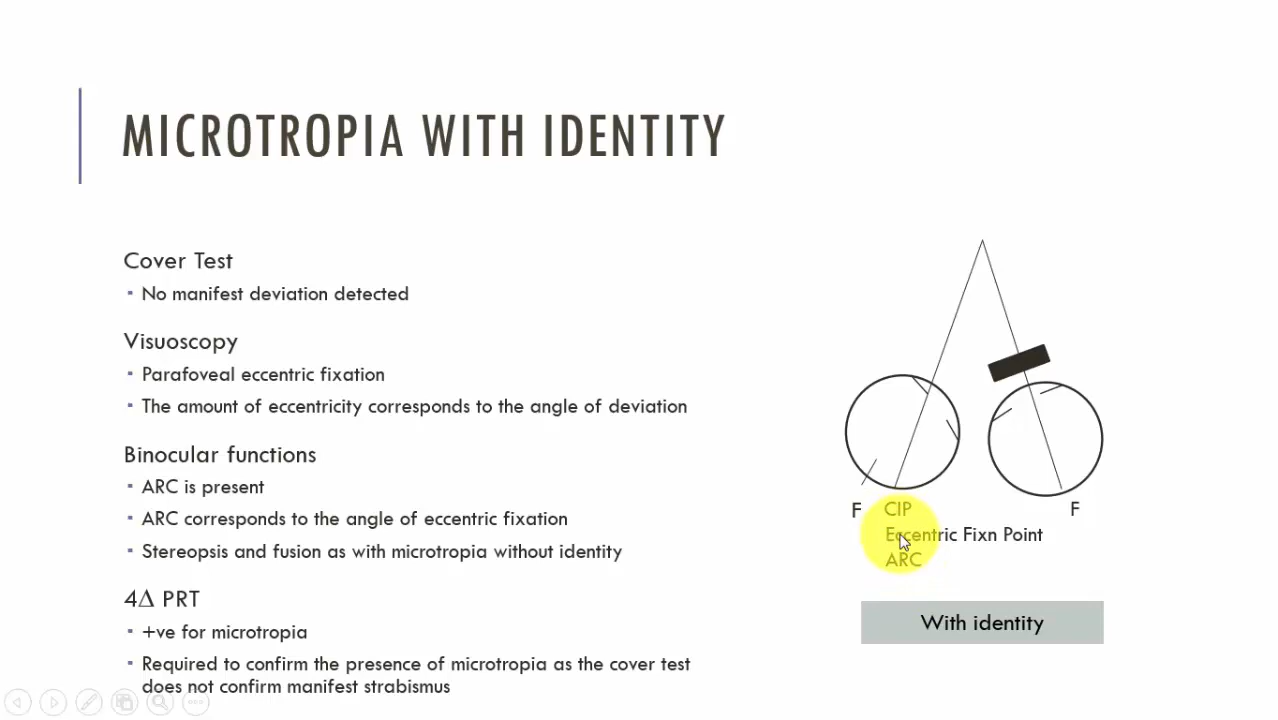 MICROTROPIA WITH IDENTITY
Cover Test
▪ No manifest deviation detected
Visuoscopy
▪ Parafoveal eccentric fixation
▪ The amount of eccentricity corresponds to the angle of deviation
Binocular functions
▪ ARC is present
▪ ARC corresponds to the angle of eccentric fixation
▪ Stereopsis and fusion as with microtropia without identity
4Δ PRT
▪ +ve for microtropia
▪ Required to confirm the presence of microtropia as the cover test
does not confirm manifest strabismus
F CIP F
Eccentric Fixn Point
ARC
With identity